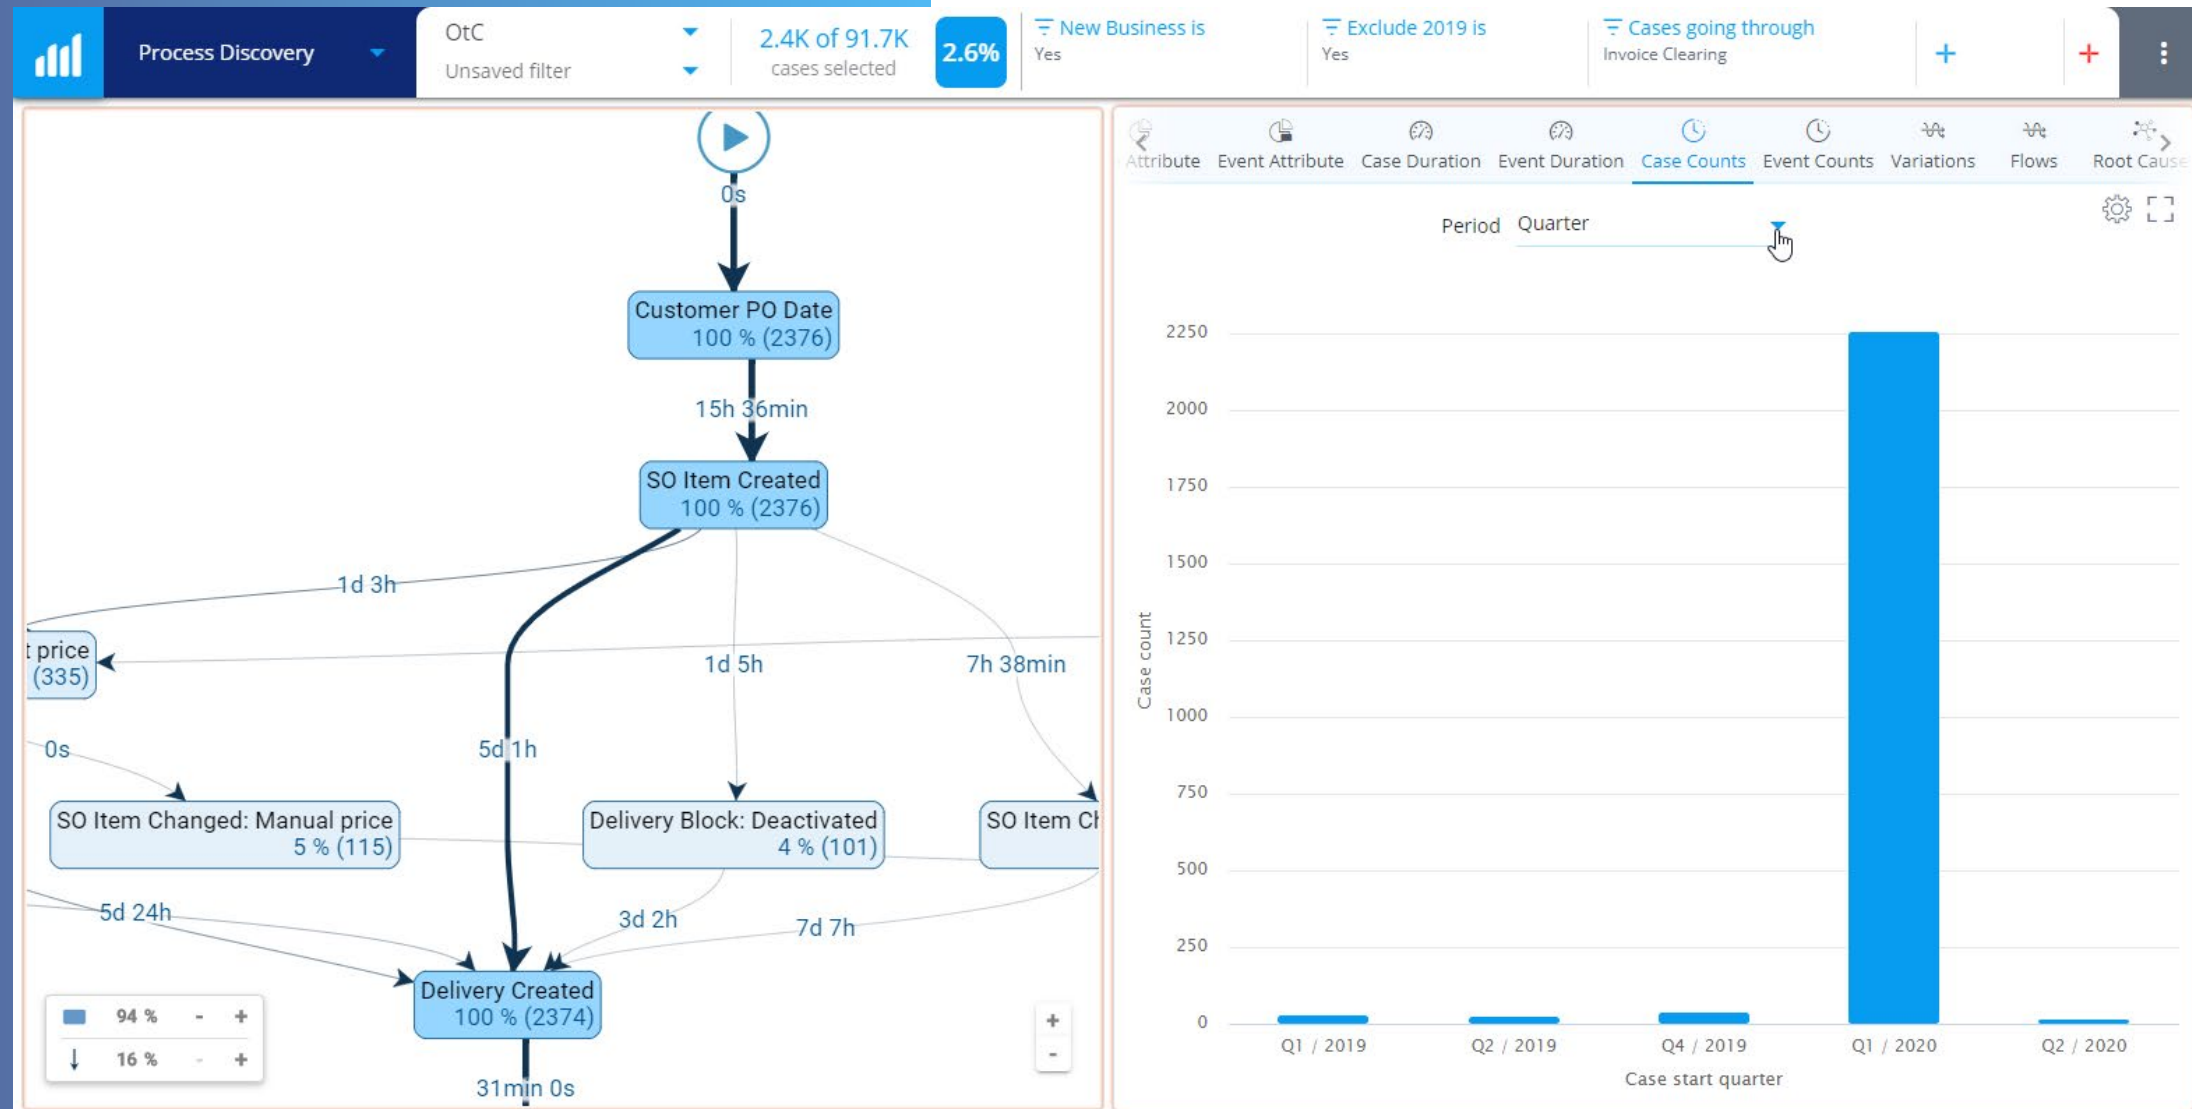 Process Discovery
OtC
Unsaved filter
2.4K of 91.7K
cases selected
2.6%
New Business is
Yes
Exclude 2019 is
Yes
Cases going through
Invoice Clearing
+
+
0s
Customer PO Date
100 % (2376)
15h 36min
SO Item Created
100 % (2376)
1d 3h
t price
(335)
1d 5h
7h 38min
0s
5d 1h
SO Item Changed: Manual price
5 % (115)
Delivery Block: Deactivated
4 % (101)
SO Item Ch
5d 24h
3d 2h
7d 7h
Delivery Created
100 % (2374)
31min 0s
94 % - +
16 % - +
+
-
Attribute Event Attribute Case Duration Event Duration Case Counts Event Counts Variations Flows Root Cause
Period Quarter
2250
2000
1750
1500
1250
1000
750
500
250
0
Case count
Q1 / 2019 Q2 / 2019 Q4 / 2019 Q1 / 2020 Q2 / 2020
Case start quarter